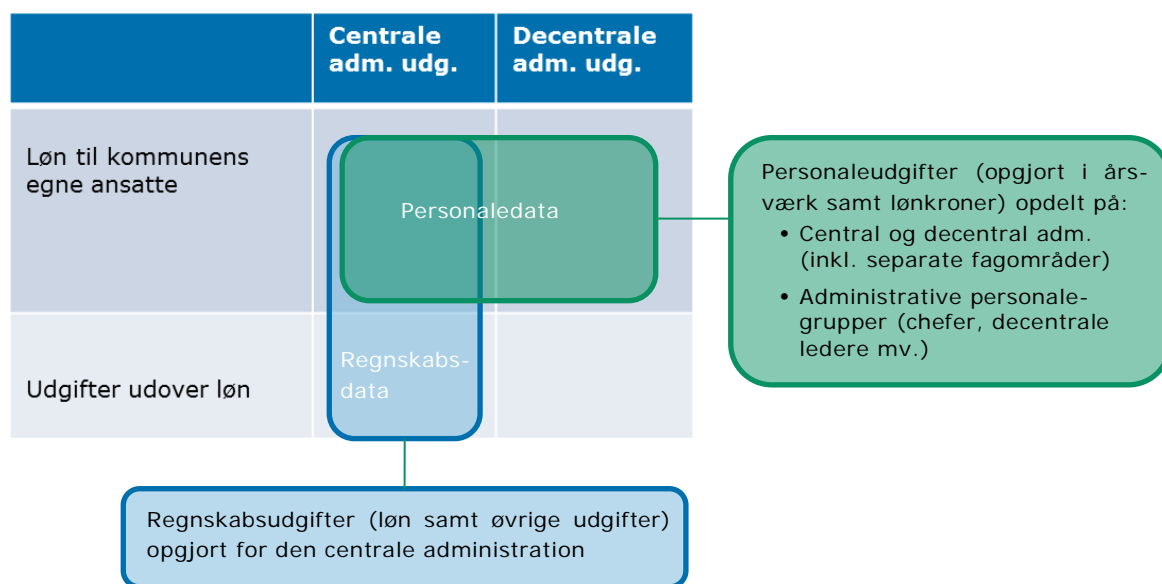 Centrale
adm. udg.
Decentrale
adm. udg.
Løn til kommunens
egne ansatte
Personaledata
Regnskabs-
data
Udgifter udover løn
Personaleudgifter (opgjort i års-
værk samt lønkroner) opdelt på:
• Central og decentral adm.
(inkl. separate fagområder)
• Administrative personale-
grupper (chefer, decentrale
ledere mv.)
Regnskabsudgifter (løn samt øvrige udgifter)
opgjort for den centrale administration